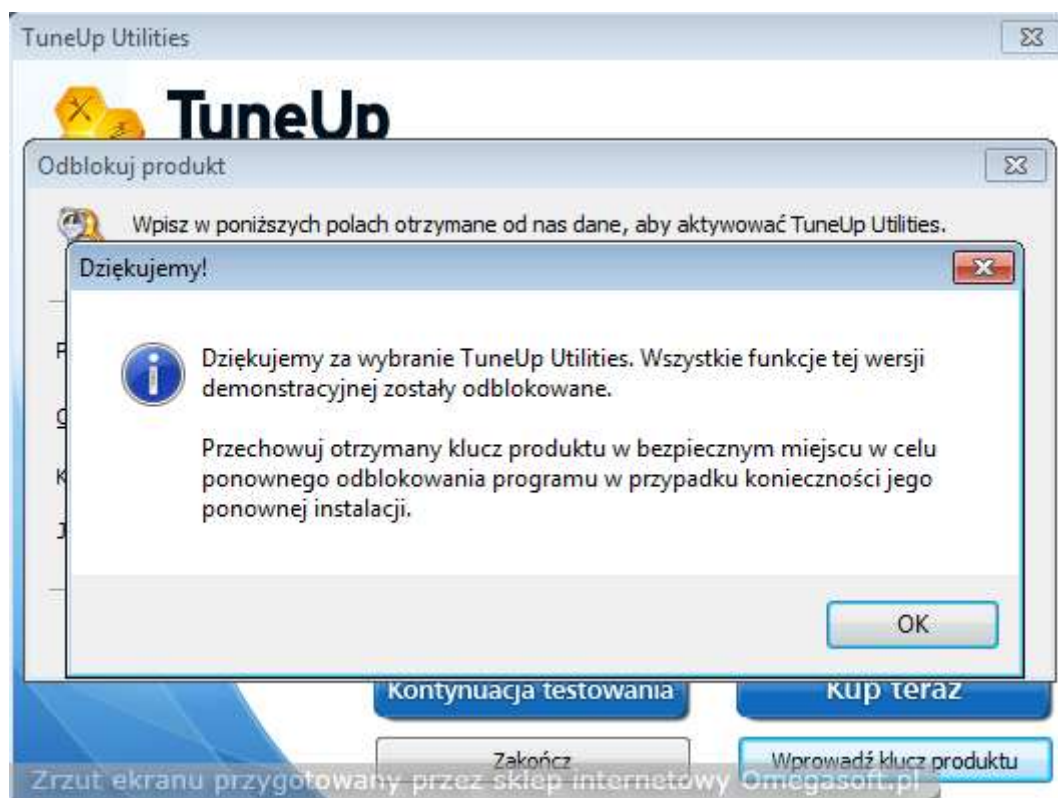 TuneUp Utilities
TuneUp
Odblokuj produkt
Wpisz w poniższych polach otrzymane od nas dane, aby aktywować TuneUp Utilities.
Dziękujemy!
Dziękujemy za wybranie TuneUp Utilities. Wszystkie funkcje tej wersji
demonstracyjnej zostały odblokowane.
Przechowuj otrzymany klucz produktu w bezpiecznym miejscu w celu
ponownego odblokowania programu w przypadku konieczności jego
ponownej instalacji.
OK
Kontynuacja testowania
Kup teraz
Zakończ
Wprowadź klucz produktu
Zrzut ekranu przygotowany przez sklep internetowy Omegasoft.pl